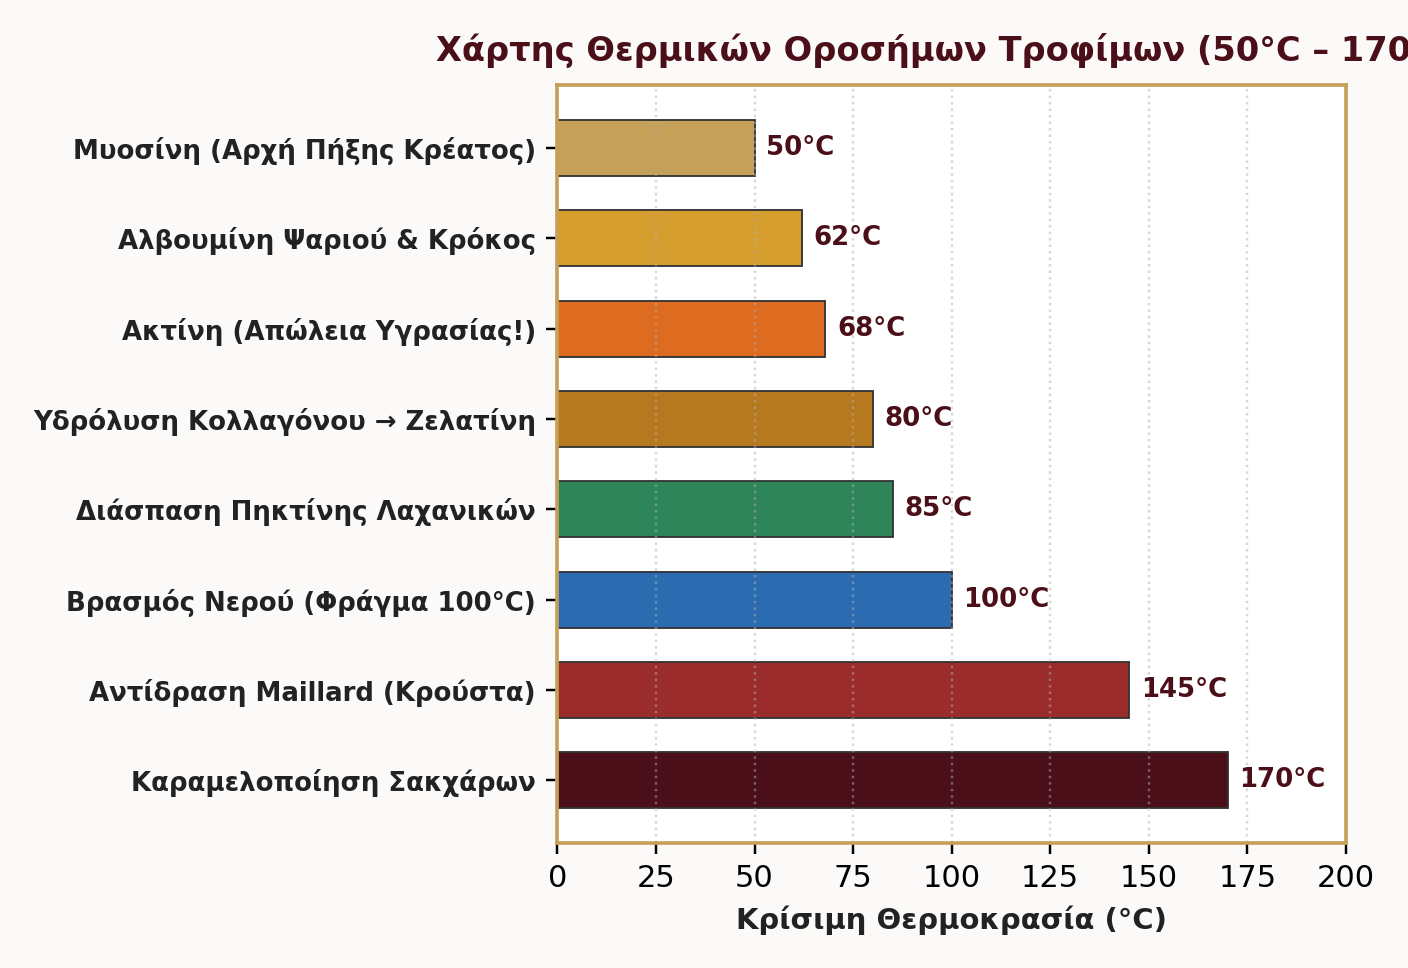 Χάρτης Θερμικών Οροσήμων Τροφίμων (50°C – 170
Μυοσίνη (Αρχή Πήξης Κρέατος)
50°C
Αλβουμίνη Ψαριού & Κρόκος
62°C
Ακτίνη (Απώλεια Υγρασίας!)
68°C
Υδρόλυση Κολλαγόνου → Ζελατίνη
80°C
Διάσπαση Πηκτίνης Λαχανικών
85°C
Βρασμός Νερού (Φράγμα 100°C)
100°C
Αντίδραση Maillard (Κρούστα)
145°C
Καραμελοποίηση Σακχάρων
170°C
0 25 50 75 100 125 150 175 200
Κρίσιμη Θερμοκρασία (°C)